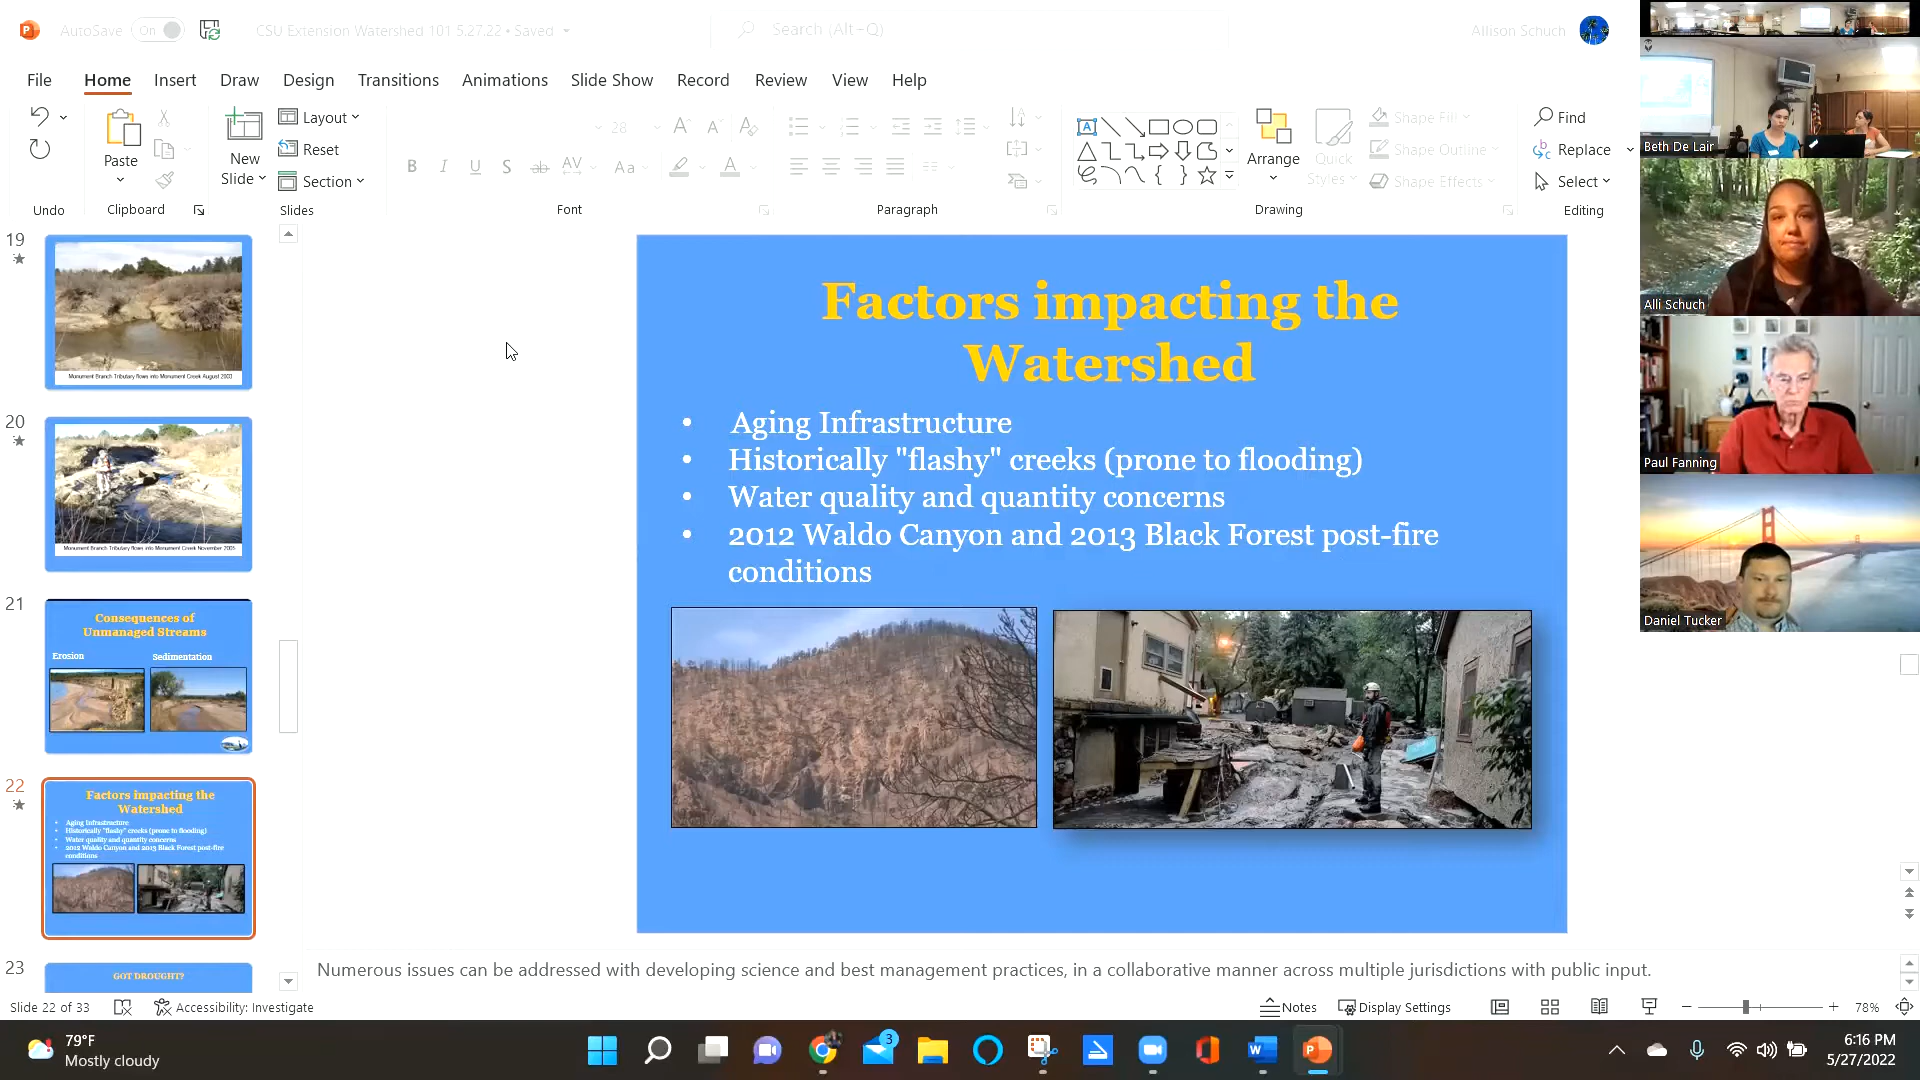 AutoSave On CSU Extension Watershed 101 5.27.22 • Saved Search (Alt+Q) Allison Schuch
File Home Insert Draw Design Transitions Animations Slide Show Record Review View Help
Undo
Paste
Clipboard
New Slide
Layout
Reset
Section
Slides
28
B I U S ab AV Aa A
Font
Paragraph
Arrange
Quick Styles
Shape Fill
Shape Outline
Shape Effects
Drawing
Find
Replace
Select
Editing
19
Monument Branch Tributary flows into Monument Creek August 2003
20
Monument Branch Tributary flows into Monument Creek November 2005
21
Consequences of
Unmanaged Streams
Erosion Sedimentation
22
Factors impacting the
Watershed
• Aging Infrastructure
• Historically "flashy" creeks (prone to flooding)
• Water quality and quantity concerns
• 2012 Waldo Canyon and 2013 Black Forest post-fire
conditions
23
GOT DROUGHT?
Factors impacting the
Watershed
• Aging Infrastructure
• Historically "flashy" creeks (prone to flooding)
• Water quality and quantity concerns
• 2012 Waldo Canyon and 2013 Black Forest post-fire
conditions
Beth De Lair
Alli Schuch
Paul Fanning
Daniel Tucker
Numerous issues can be addressed with developing science and best management practices, in a collaborative manner across multiple jurisdictions with public input.
Slide 22 of 33 Accessibility: Investigate Notes Display Settings 78%
79°F
Mostly cloudy
3
6:16 PM
5/27/2022